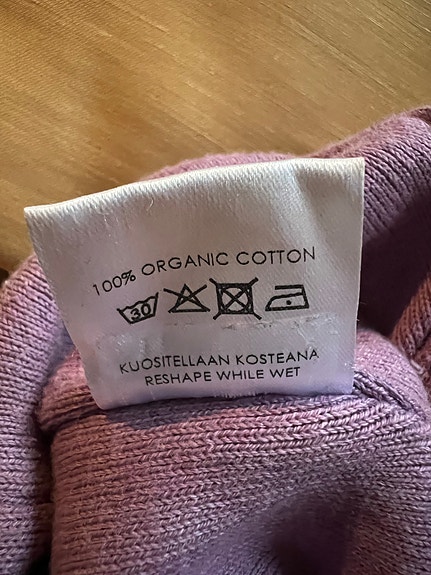 100% ORGANIC COTTON
30
KUOSITELLAAN KOSTEANA
RESHAPE WHILE WET